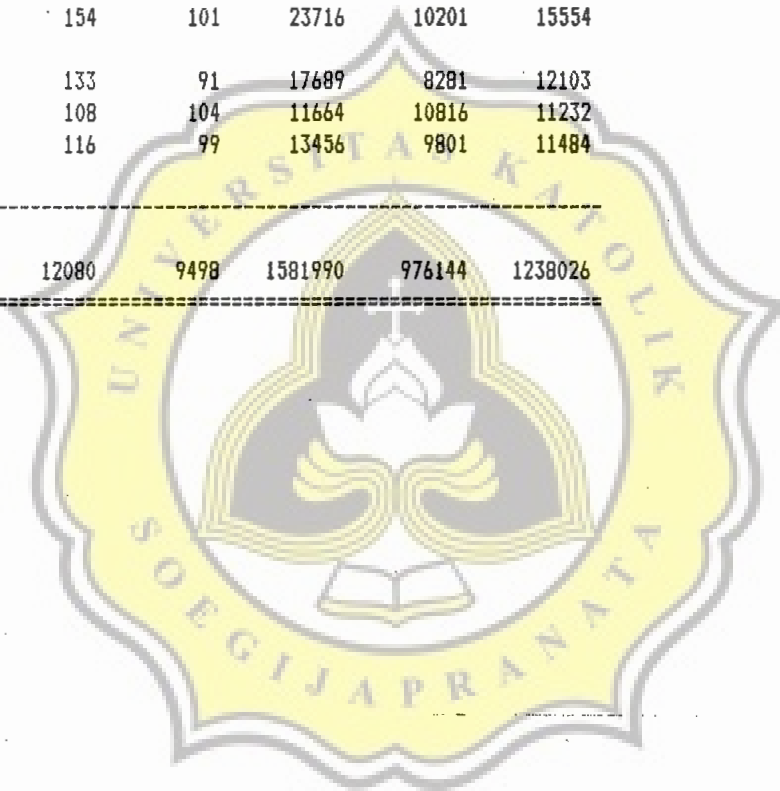 154 101 23716 10201 15554
133 91 17689 8281 12103
108 104 11664 10816 11232
116 99 13456 9801 11484
12080 9498 1581990 976144 1238026
UNIVERSITAS KATOLIK
SOEGIJAPRANATA